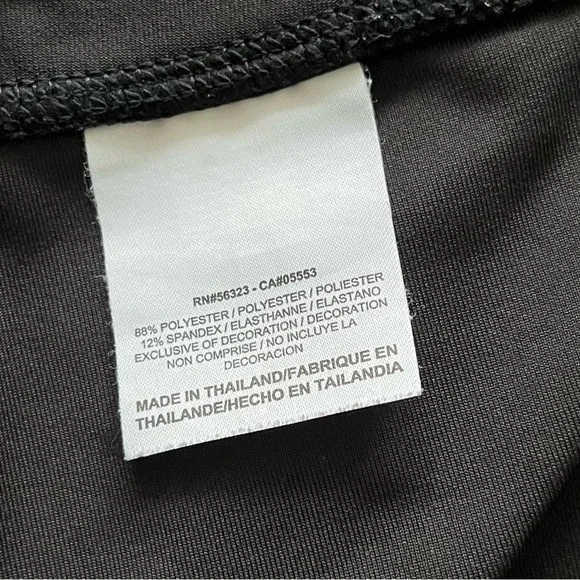 RN#56323 - CA#05553
88% POLYESTER / POLYESTER / POLIESTER
12% SPANDEX / ELASTHANNE / ELASTANO
EXCLUSIVE OF DECORATION / DECORATION
NON COMPRISE / NO INCLUYE LA
DECORACION
MADE IN THAILAND/FABRIQUE EN
THAILANDE/HECHO EN TAILANDIA